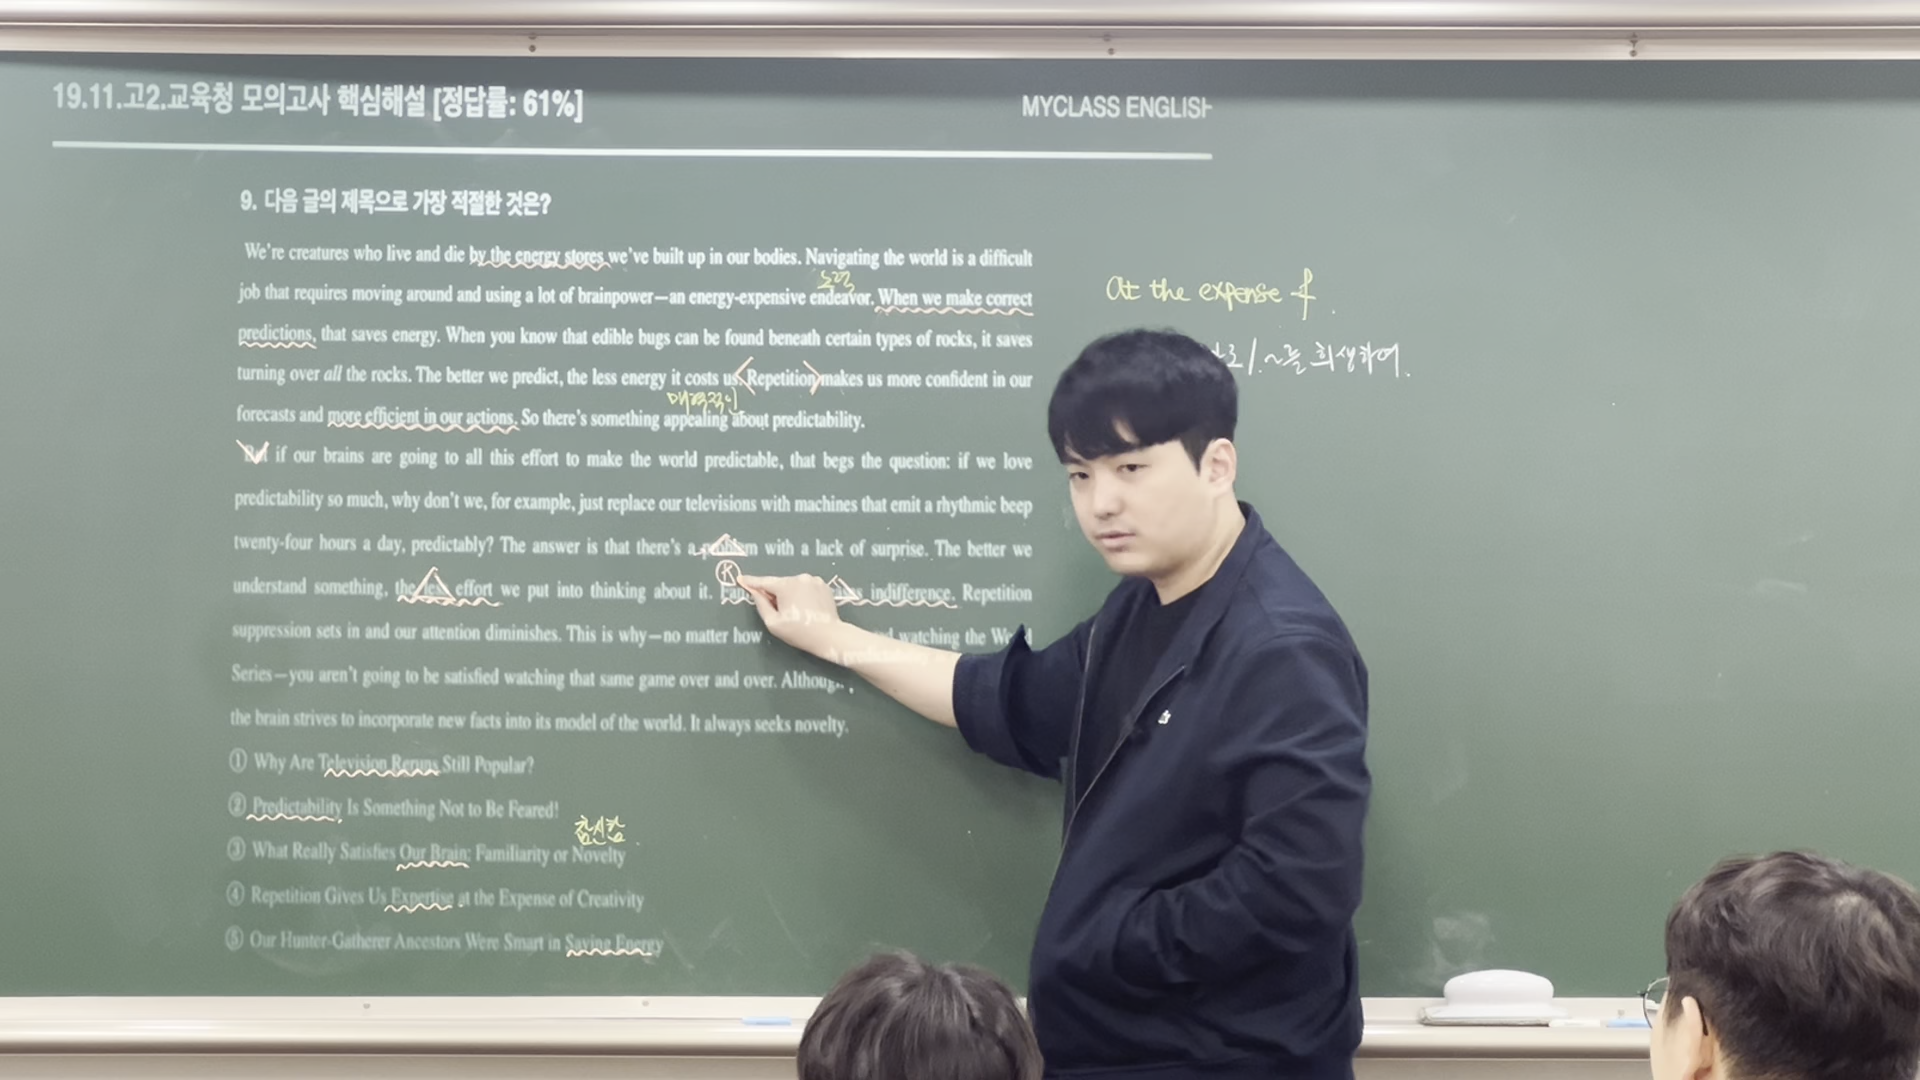 19.11.고2.교육청 모의고사 핵심해설 [정답률: 61%]
MYCLASS ENGLISH
9. 다음 글의 제목으로 가장 적절한 것은?
We're creatures who live and die by the energy stores we've built up in our bodies. Navigating the world is a difficult
노력
job that requires moving around and using a lot of brainpower—an energy-expensive endeavor. When we make correct
predictions, that saves energy. When you know that edible bugs can be found beneath certain types of rocks, it saves
turning over all the rocks. The better we predict, the less energy it costs us. Repetition makes us more confident in our
매력적인
forecasts and more efficient in our actions. So there's something appealing about predictability.
But if our brains are going to all this effort to make the world predictable, that begs the question: if we love
predictability so much, why don't we, for example, just replace our televisions with machines that emit a rhythmic beep
twenty-four hours a day, predictably? The answer is that there's a problem with a lack of surprise. The better we
understand something, the less effort we put into thinking about it. indifference. Repetition
suppression sets in and our attention diminishes. This is why—no matter how watching the
Series—you aren't going to be satisfied watching that same game over and over.
the brain strives to incorporate new facts into its model of the world. It always seeks novelty.
① Why Are Television Reruns Still Popular?
② Predictability Is Something Not to Be Feared!
참신함
③ What Really Satisfies Our Brain: Familiarity or Novelty
④ Repetition Gives Us Expertise at the Expense of Creativity
⑤ Our Hunter-Gatherer Ancestors Were Smart in Saving Energy
at the expense of
~를 희생하여.